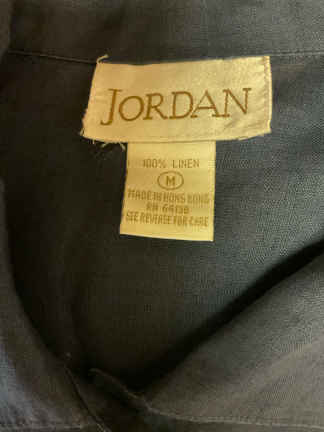 JORDAN
100% LINEN
M
MADE IN HONG KONG
RN 64138
SEE REVERSE FOR CARE